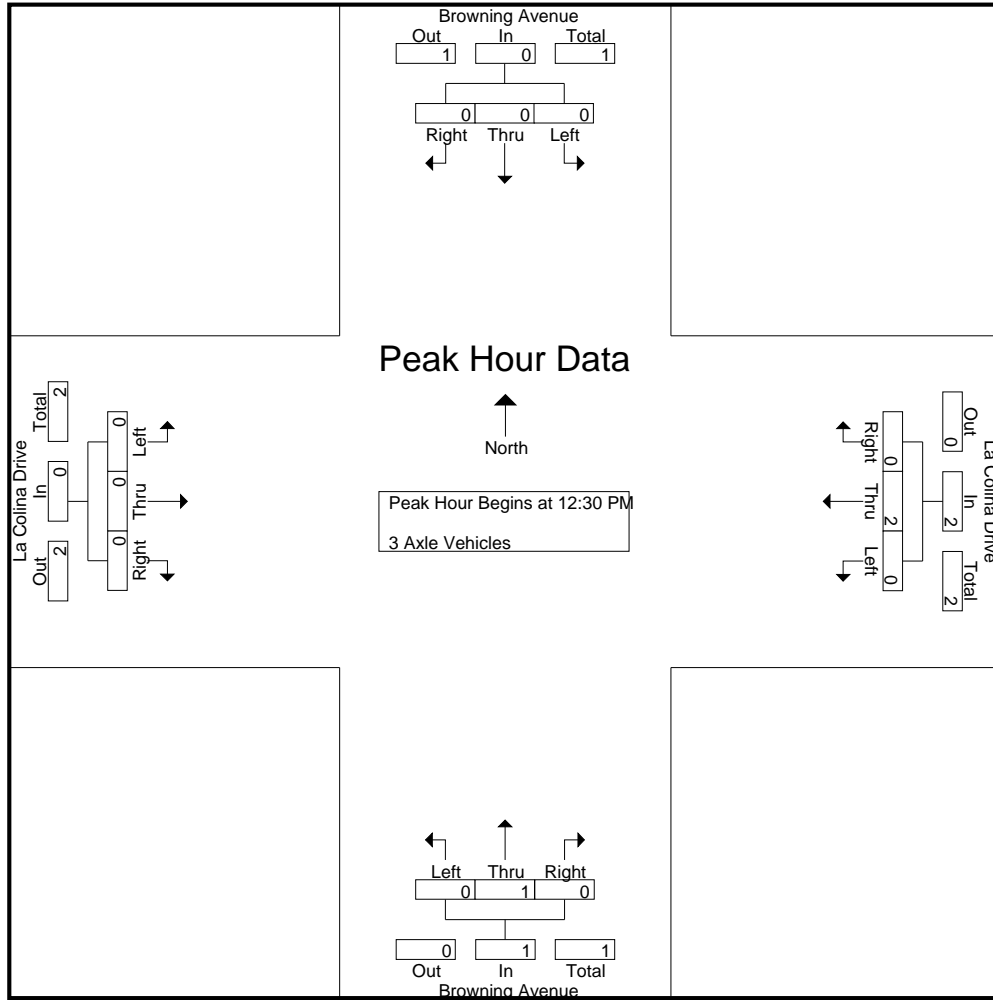 Browning Avenue
Out In Total
1 0 1
0 0 0
Right Thru Left
Peak Hour Data
North
Peak Hour Begins at 12:30 PM
3 Axle Vehicles
La Colina Drive
Out In Total
2 0 2
0 0 0
Left Thru Right
La Colina Drive
Out In Total
0 2 2
Right Thru Left
0 2 0
Left Thru Right
0 1 0
0 1 1
Out In Total
Browning Avenue